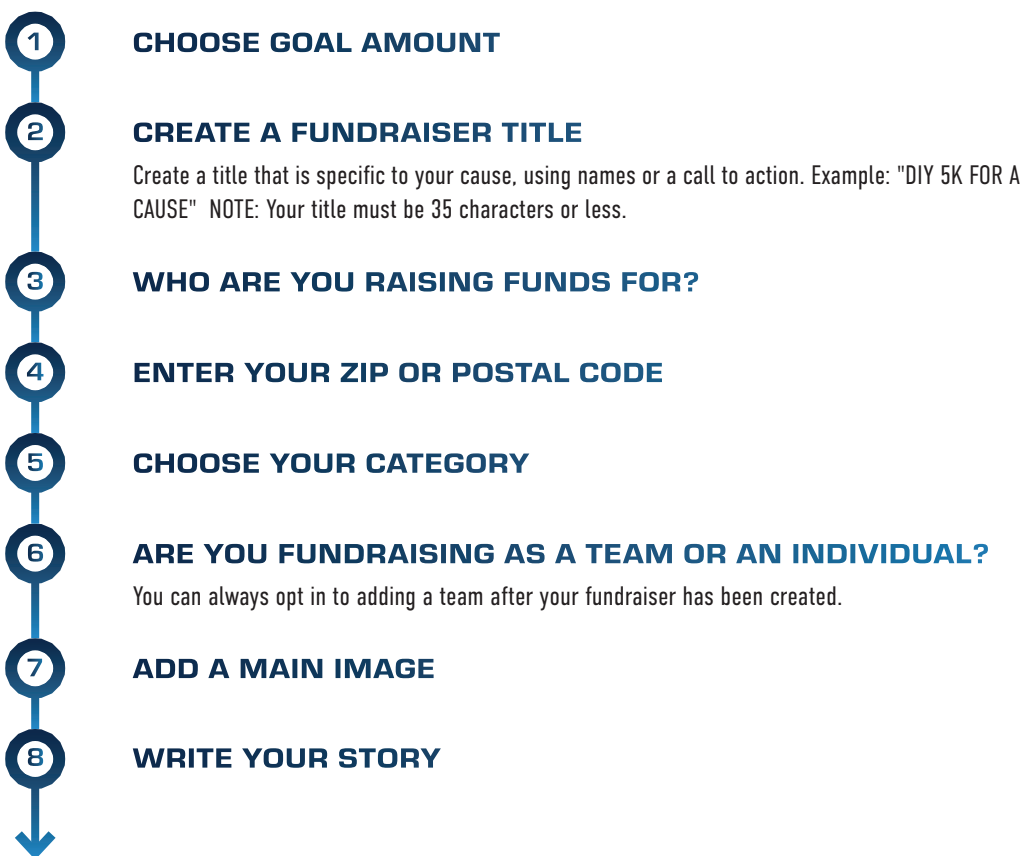 1 CHOOSE GOAL AMOUNT
2 CREATE A FUNDRAISER TITLE
Create a title that is specific to your cause, using names or a call to action. Example: "DIY 5K FOR A
CAUSE"  NOTE: Your title must be 35 characters or less.
3 WHO ARE YOU RAISING FUNDS FOR?
4 ENTER YOUR ZIP OR POSTAL CODE
5 CHOOSE YOUR CATEGORY
6 ARE YOU FUNDRAISING AS A TEAM OR AN INDIVIDUAL?
You can always opt in to adding a team after your fundraiser has been created.
7 ADD A MAIN IMAGE
8 WRITE YOUR STORY